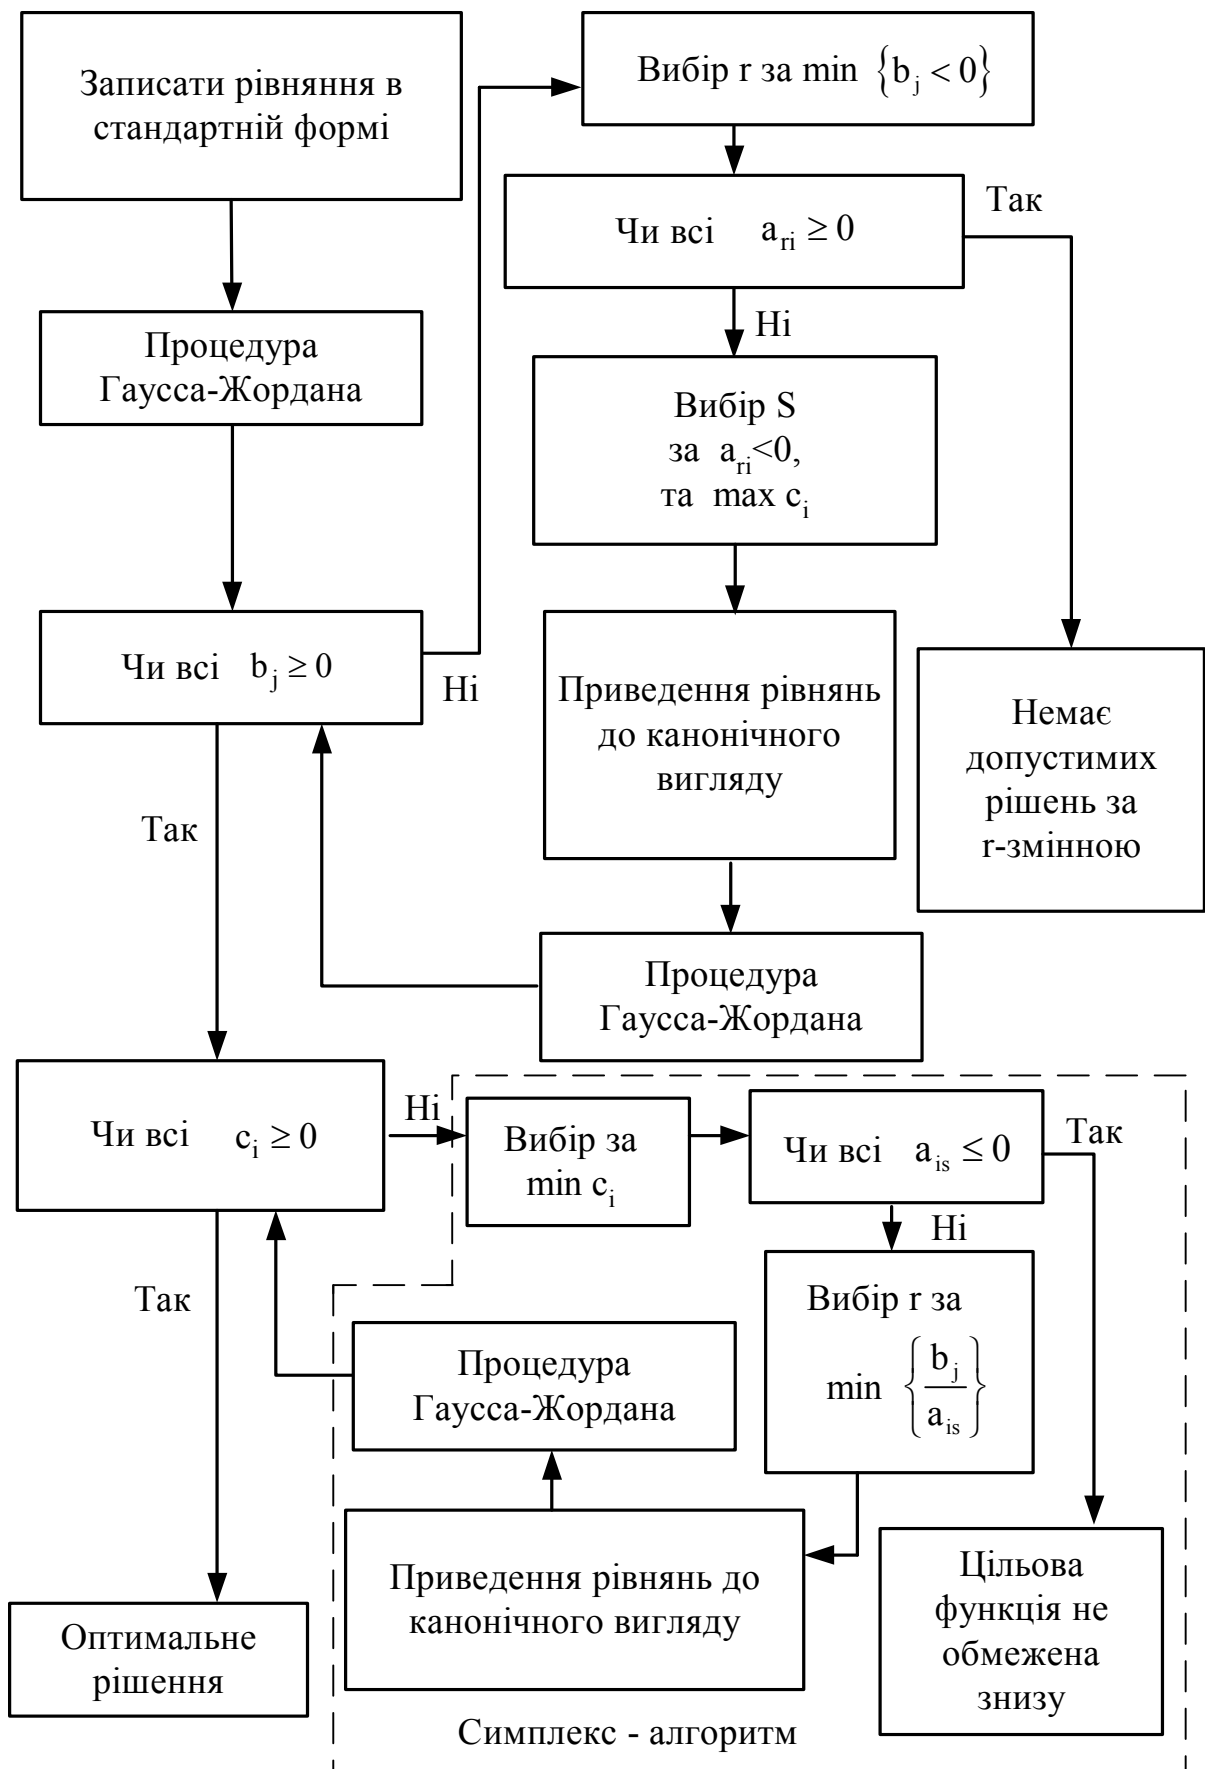 Записати рівняння в
стандартній формі
Вибір r за min {b_j < 0}
Чи всі a_ri ≥ 0
Так
Ні
Процедура
Гаусса-Жордана
Вибір S
за a_ri<0,
та max c_i
Чи всі b_j ≥ 0
Ні
Приведення рівнянь
до канонічного
вигляду
Немає
допустимих
рішень за
r-змінною
Так
Процедура
Гаусса-Жордана
Чи всі c_i ≥ 0
Ні
Вибір за
min c_i
Чи всі a_is ≤ 0
Так
Ні
Так
Вибір r за
min {b_j / a_is}
Процедура
Гаусса-Жордана
Приведення рівнянь до
канонічного вигляду
Цільова
функція не
обмежена
знизу
Оптимальне
рішення
Симплекс - алгоритм